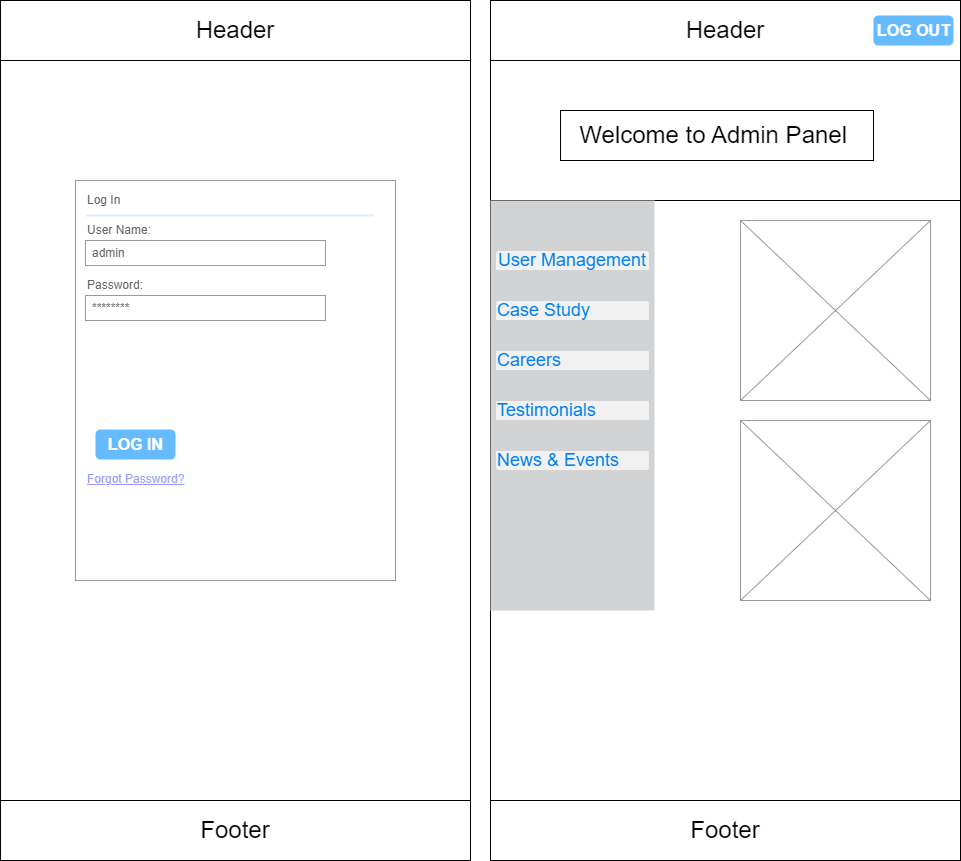 Header
Log In
User Name:
admin
Password:
********
LOG IN
Forgot Password?
Footer
Header
LOG OUT
Welcome to Admin Panel
User Management
Case Study
Careers
Testimonials
News & Events
Footer